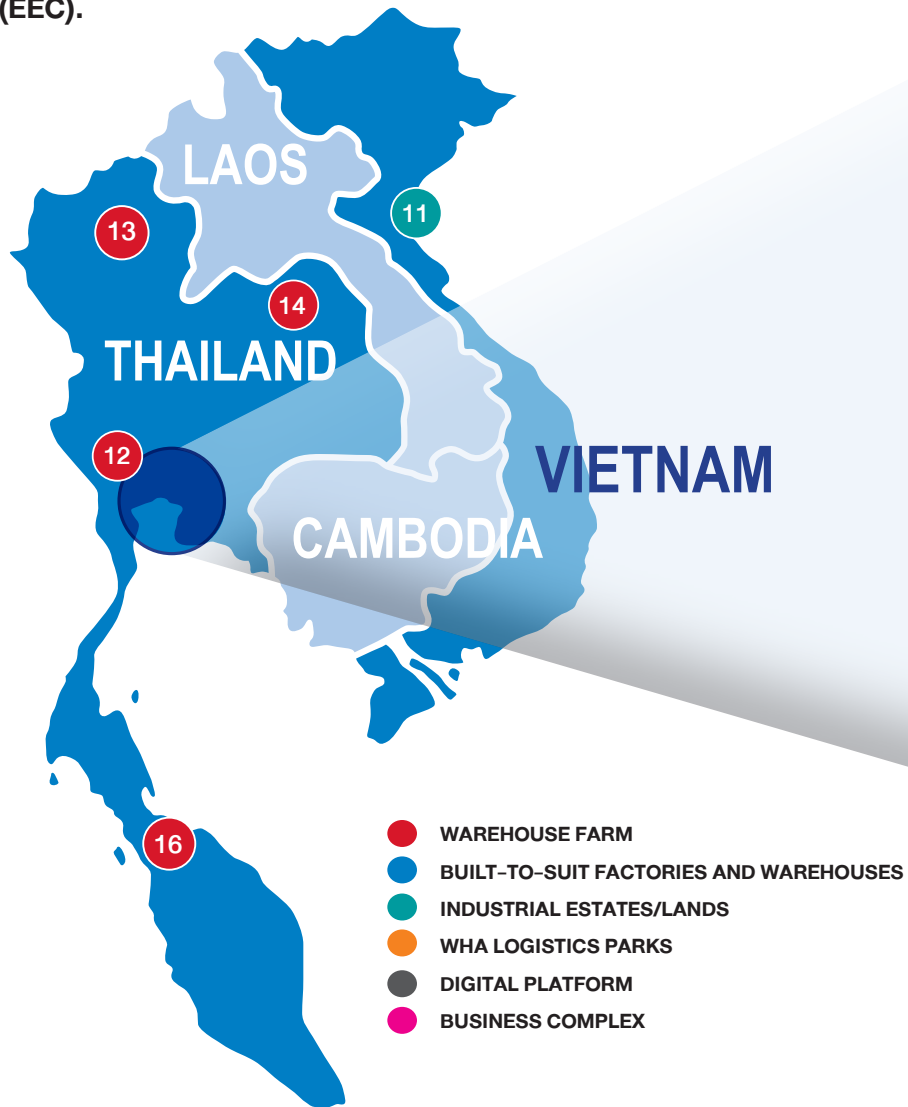 (EEC).
LAOS
11
13
14
THAILAND
12
VIETNAM
CAMBODIA
16
WAREHOUSE FARM
BUILT-TO-SUIT FACTORIES AND WAREHOUSES
INDUSTRIAL ESTATES/LANDS
WHA LOGISTICS PARKS
DIGITAL PLATFORM
BUSINESS COMPLEX